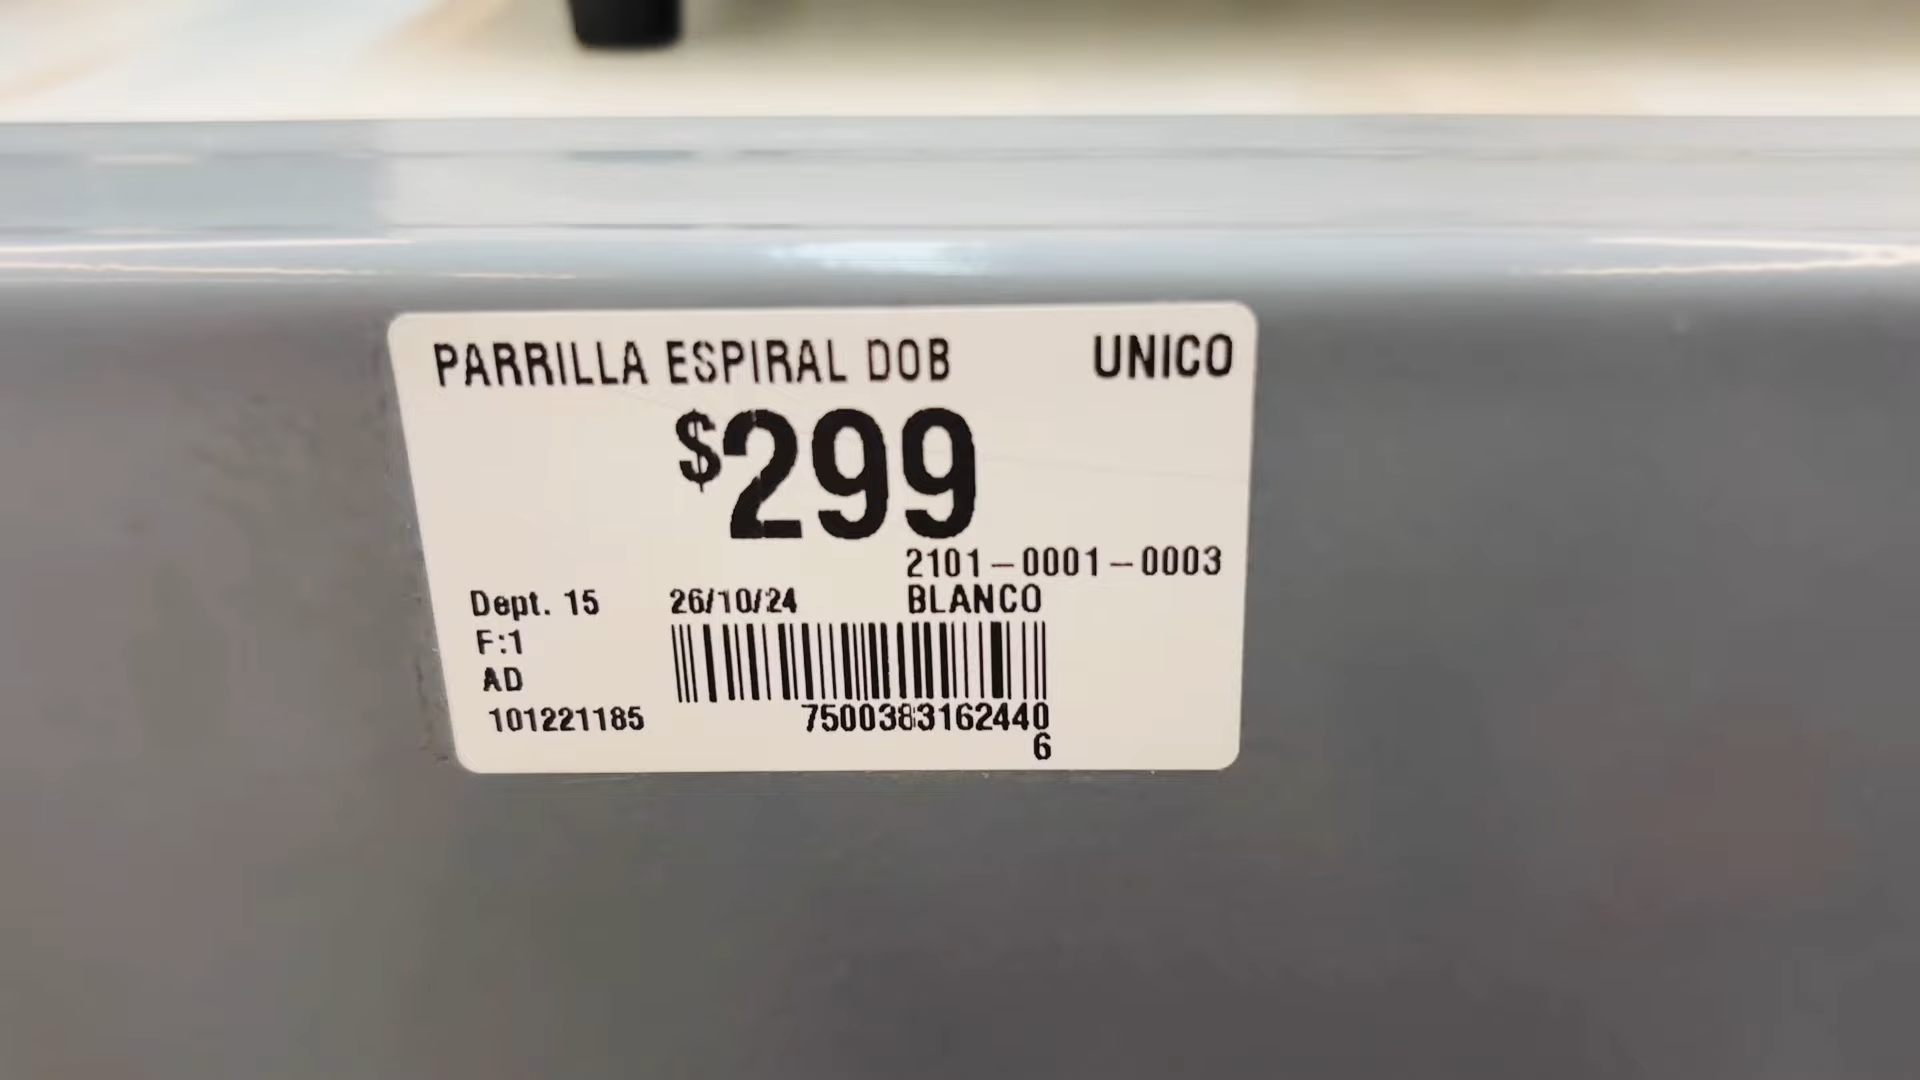 PARRILLA ESPIRAL DOB UNICO
$299
2101-0001-0003
Dept. 15 26/10/24 BLANCO
F:1
AD
101221185 7500383162440
6